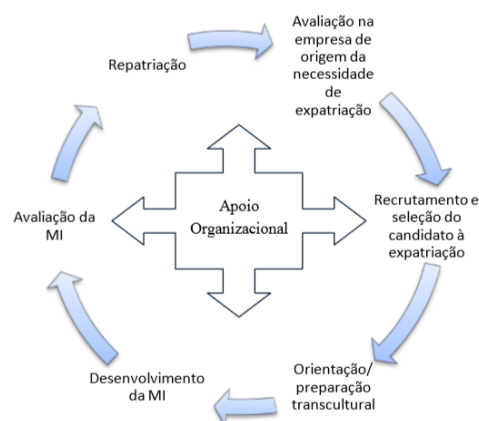 Avaliação na
empresa de
origem da
necessidade
de
expatriação
Recrutamento e
seleção do
candidato à
expatriação
Orientação/
preparação
transcultural
Desenvolvimento
da MI
Avaliação da
MI
Repatriação
Apoio
Organizacional